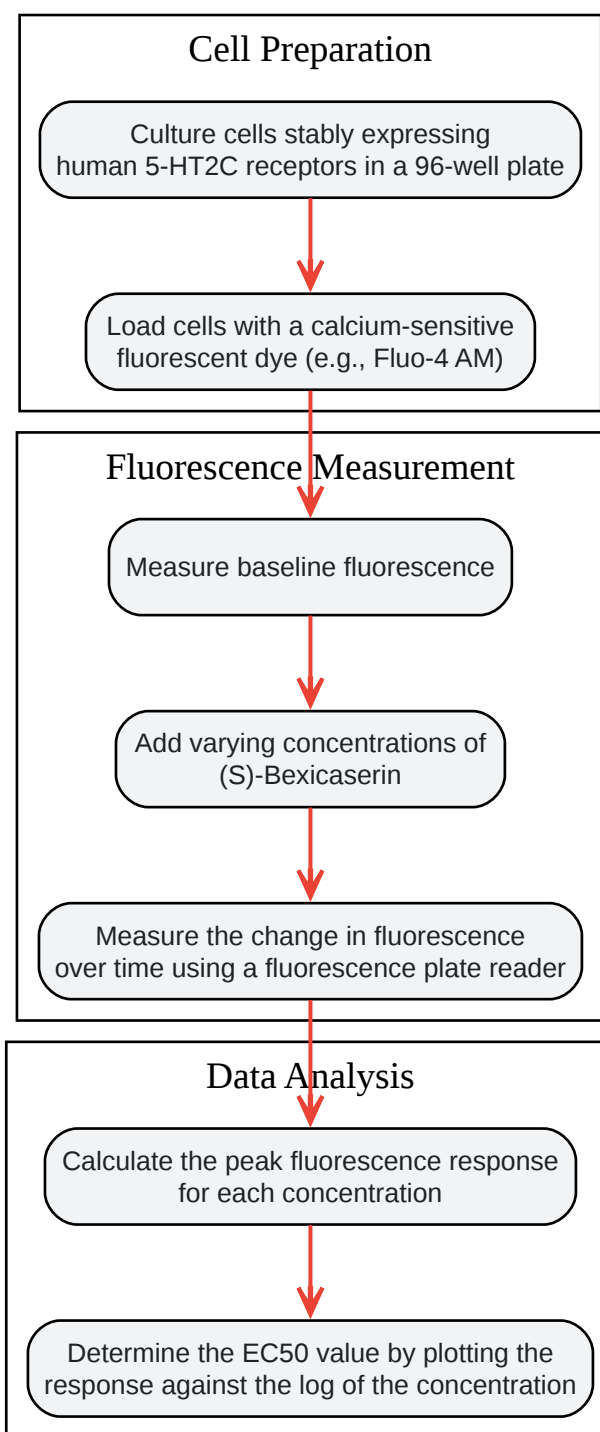 Cell Preparation
Culture cells stably expressing
human 5-HT2C receptors in a 96-well plate
Load cells with a calcium-sensitive
fluorescent dye (e.g., Fluo-4 AM)
Fluorescence Measurement
Measure baseline fluorescence
Add varying concentrations of
(S)-Bexicaserin
Measure the change in fluorescence
over time using a fluorescence plate reader
Data Analysis
Calculate the peak fluorescence response
for each concentration
Determine the EC50 value by plotting the
response against the log of the concentration